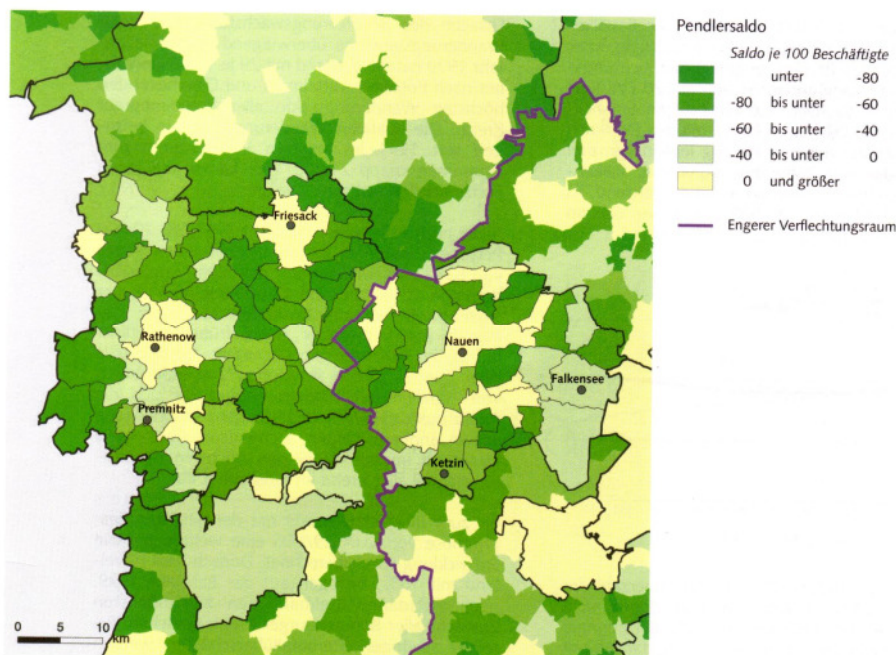 Pendlersaldo
Saldo je 100 Beschäftigte
unter -80
-80 bis unter -60
-60 bis unter -40
-40 bis unter 0
0 und größer
Engerer Verflechtungsraum
Friesack
Rathenow
Nauen
Falkensee
Premnitz
Ketzin
0 5 10
km